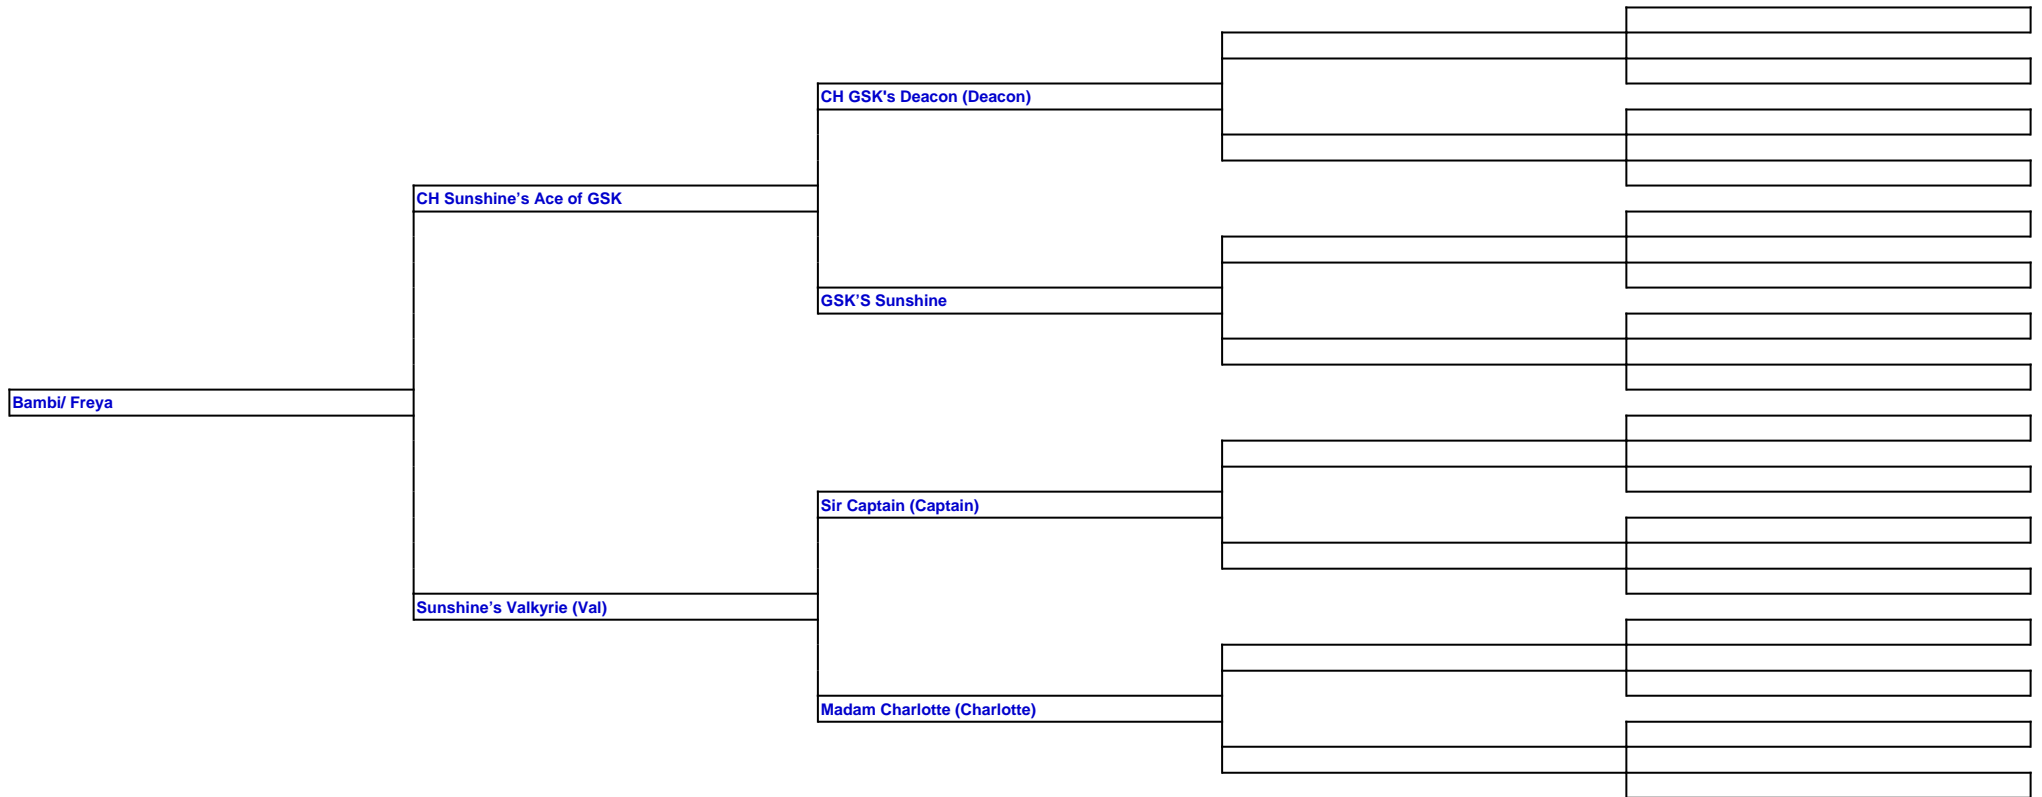 CH GSK's Deacon (Deacon)
CH Sunshine’s Ace of GSK
GSK’S Sunshine
Bambi/ Freya
Sir Captain (Captain)
Sunshine’s Valkyrie (Val)
Madam Charlotte (Charlotte)